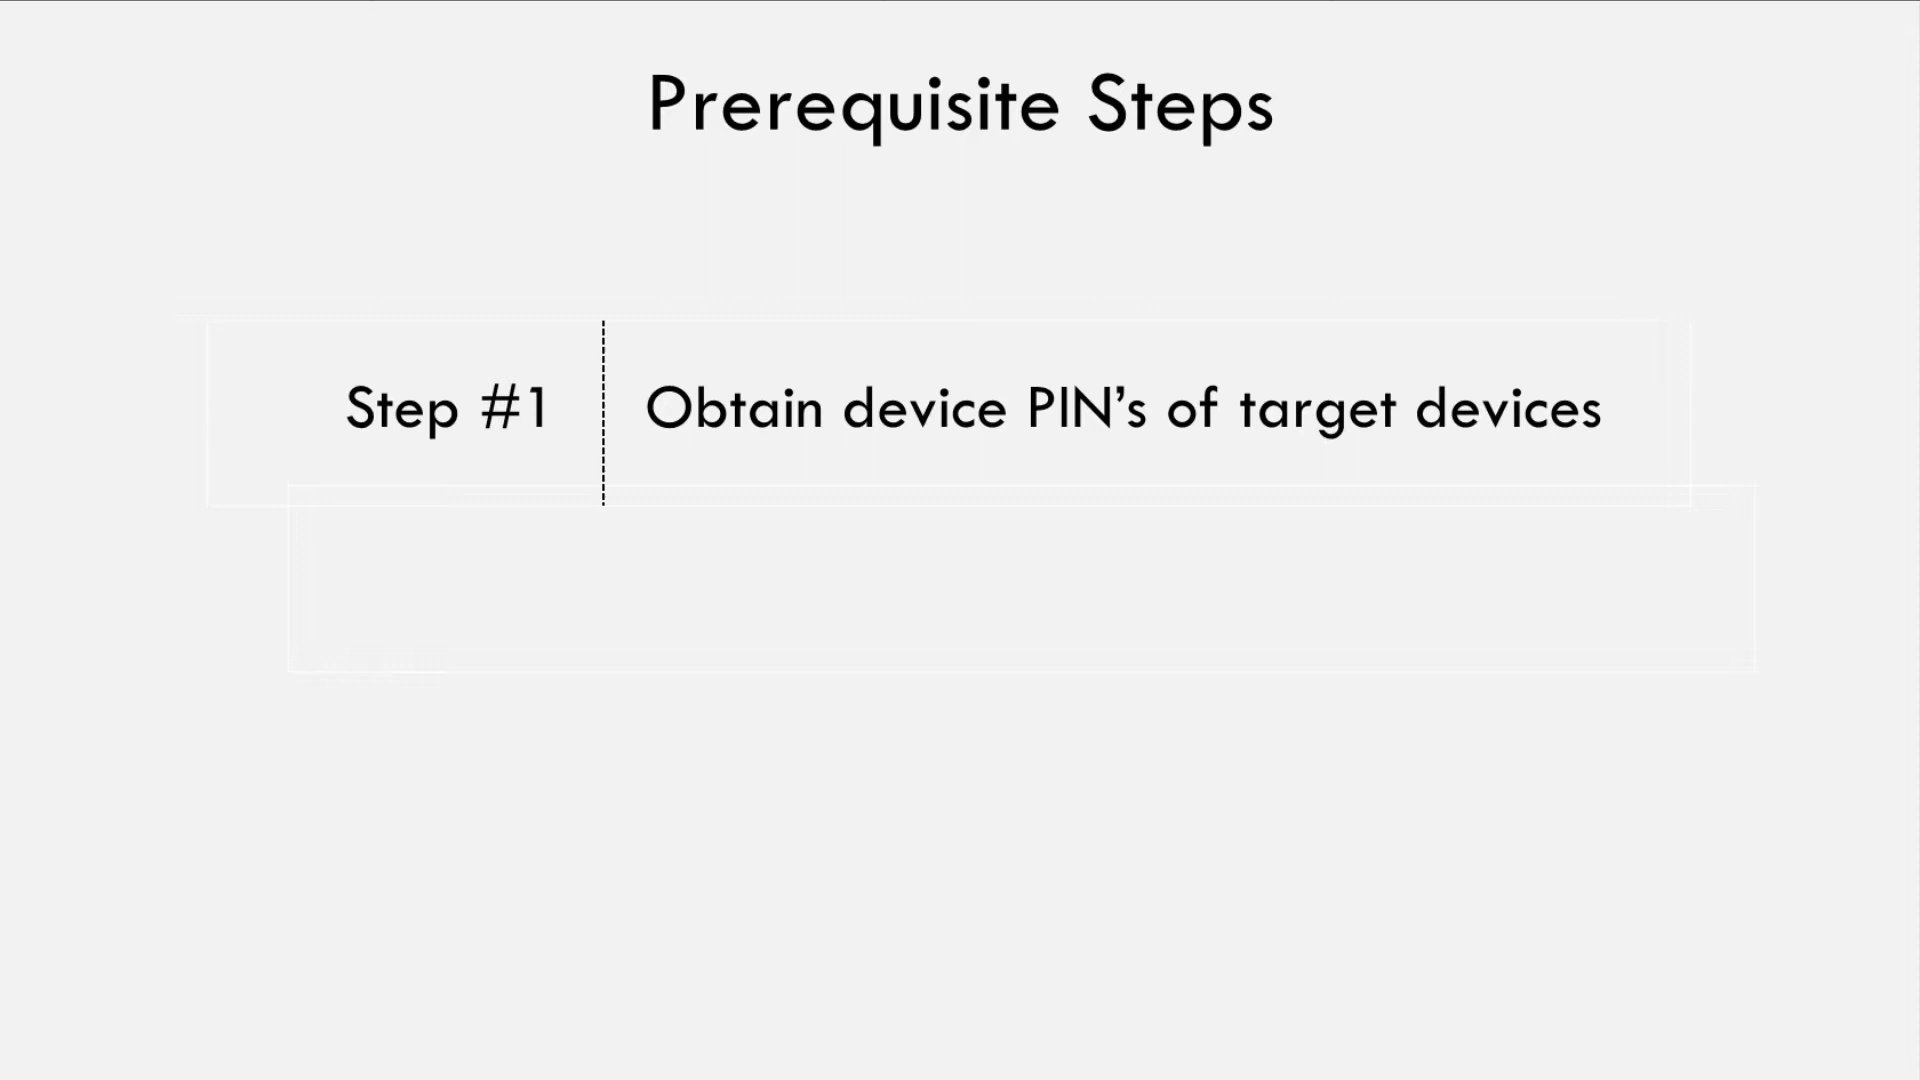 Prerequisite Steps
Step #1
Obtain device PIN’s of target devices